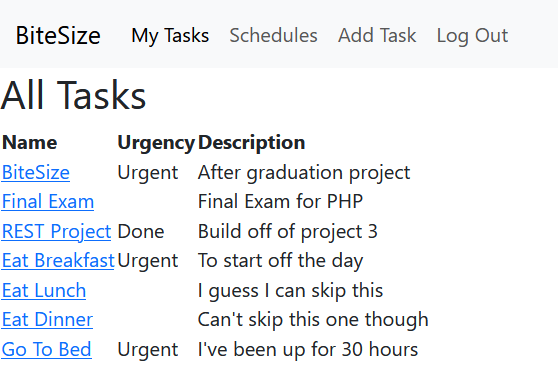 BiteSize My Tasks Schedules Add Task Log Out
All Tasks
Name Urgency Description
BiteSize Urgent After graduation project
Final Exam Final Exam for PHP
REST Project Done Build off of project 3
Eat Breakfast Urgent To start off the day
Eat Lunch I guess I can skip this
Eat Dinner Can't skip this one though
Go To Bed Urgent I've been up for 30 hours